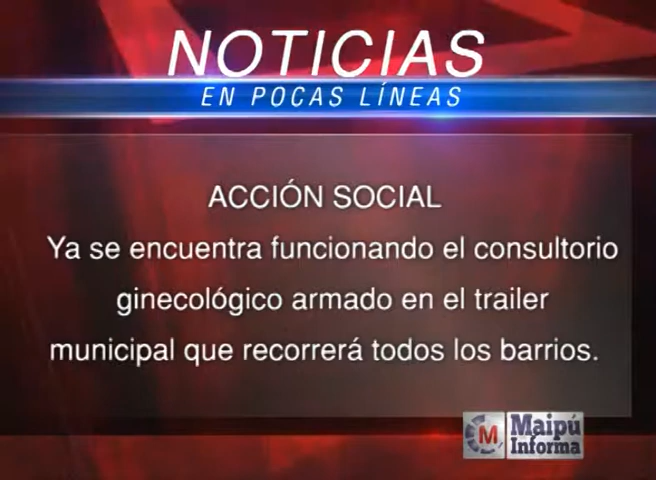 NOTICIAS
EN POCAS LÍNEAS
ACCIÓN SOCIAL
Ya se encuentra funcionando el consultorio
ginecológico armado en el trailer
municipal que recorrerá todos los barrios.
M
Maipú
Informa